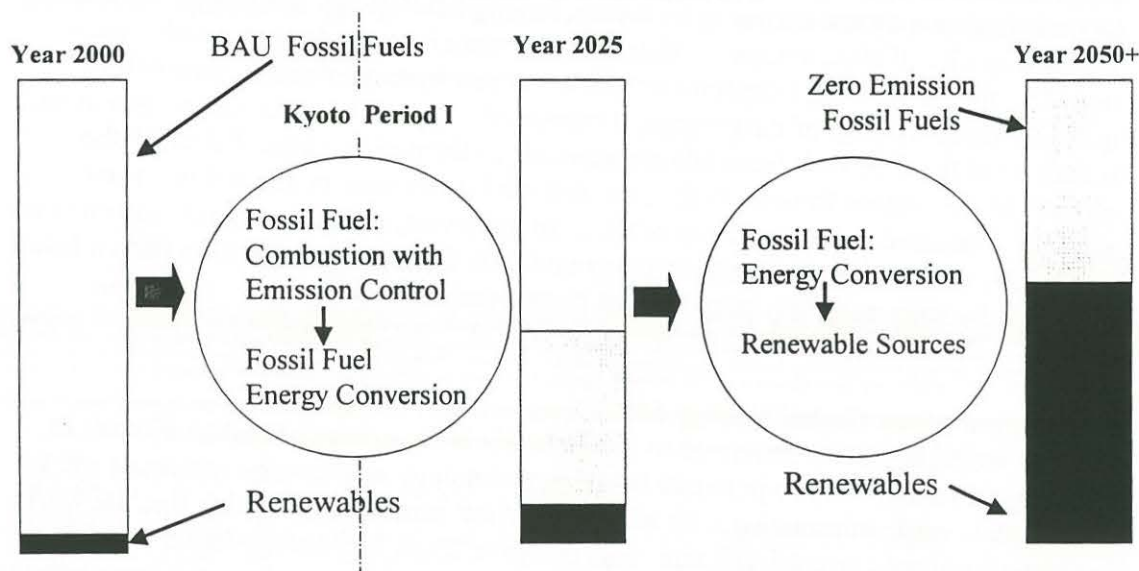 Year 2000
BAU Fossil Fuels
Year 2025
Year 2050+
Kyoto Period I
Zero Emission
Fossil Fuels
Fossil Fuel:
Combustion with
Emission Control
Fossil Fuel
Energy Conversion
Fossil Fuel:
Energy Conversion
Renewable Sources
Renewables
Renewables